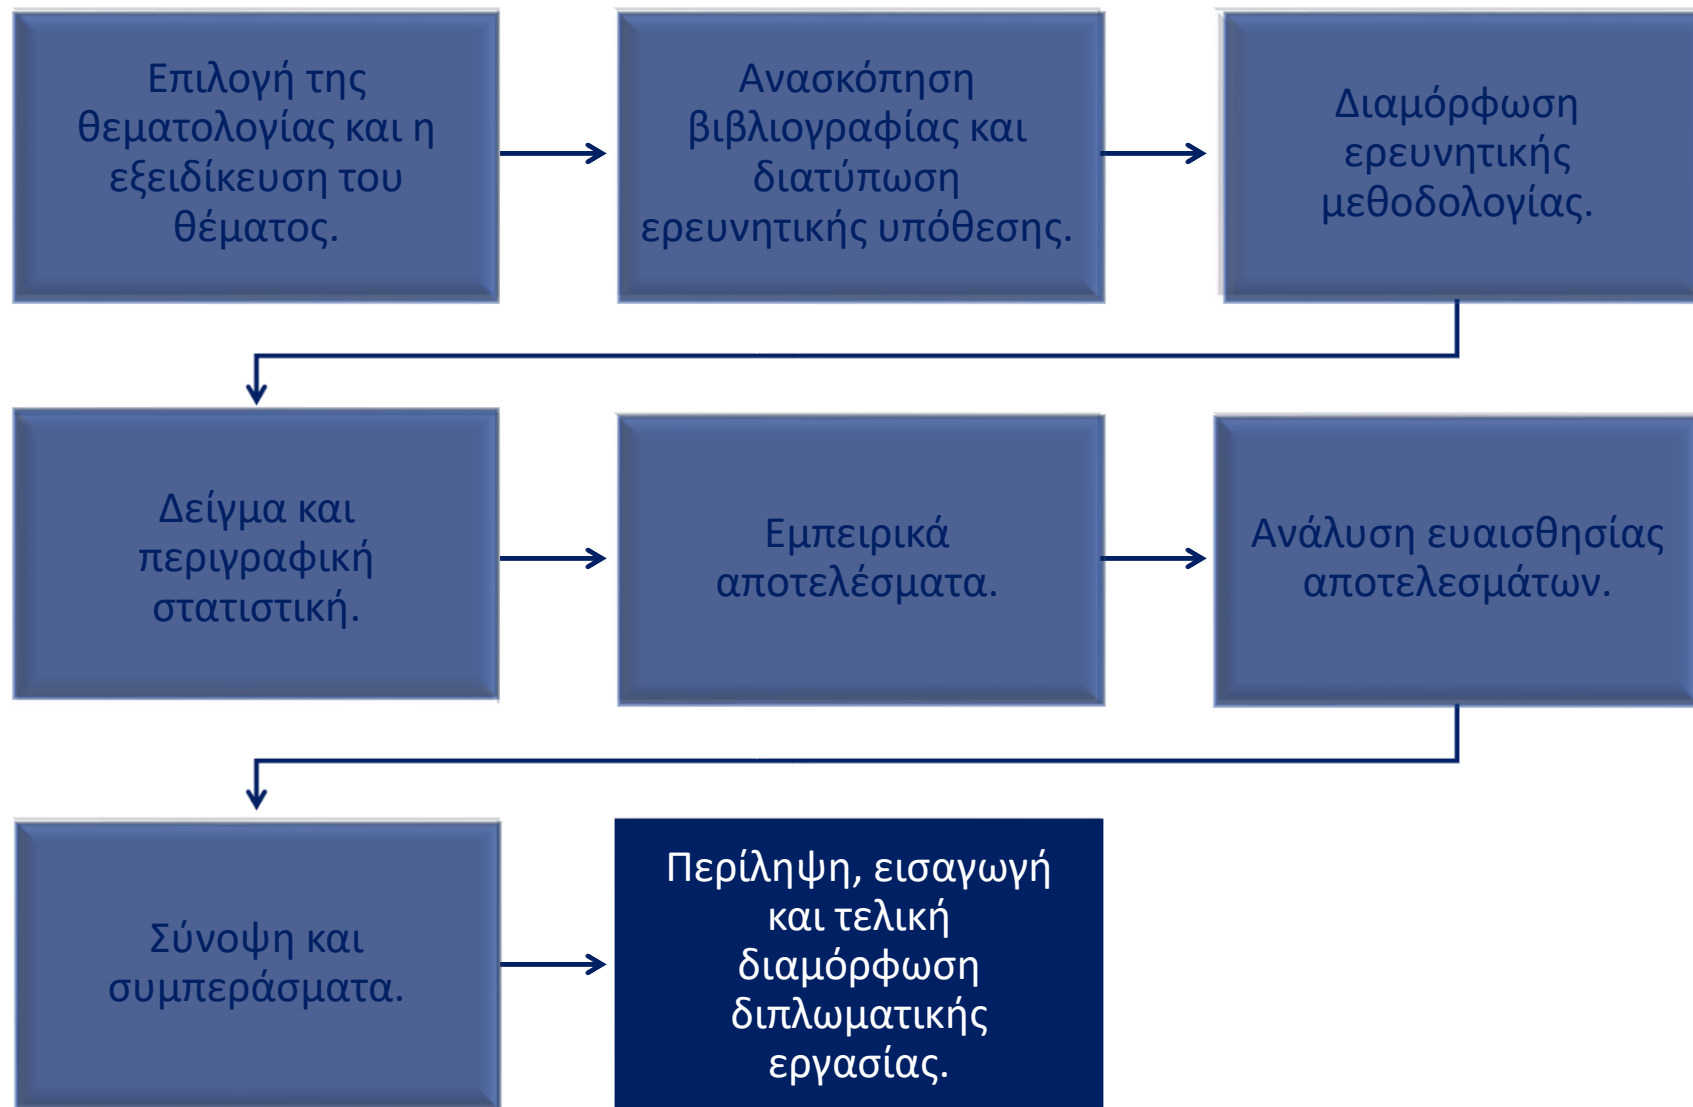 Επιλογή της
θεματολογίας και η
εξειδίκευση του
θέματος.
Ανασκόπηση
βιβλιογραφίας και
διατύπωση
ερευνητικής υπόθεσης.
Διαμόρφωση
ερευνητικής
μεθοδολογίας.
Δείγμα και
περιγραφική
στατιστική.
Εμπειρικά
αποτελέσματα.
Ανάλυση ευαισθησίας
αποτελεσμάτων.
Σύνοψη και
συμπεράσματα.
Περίληψη, εισαγωγή
και τελική
διαμόρφωση
διπλωματικής
εργασίας.